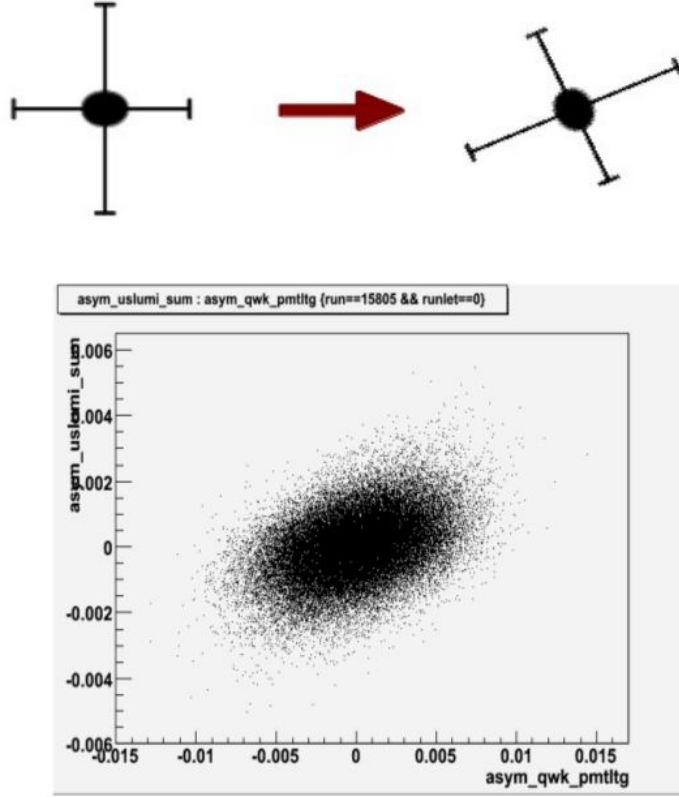 asym_uslumi_sum : asym_qwk_pmtltg {run==15805 && runlet==0}
asym_uslumi_sum
0.006
0.004
0.002
0
-0.002
-0.004
-0.006
-0.015 -0.01 -0.005 0 0.005 0.01 0.015
asym_qwk_pmtltg